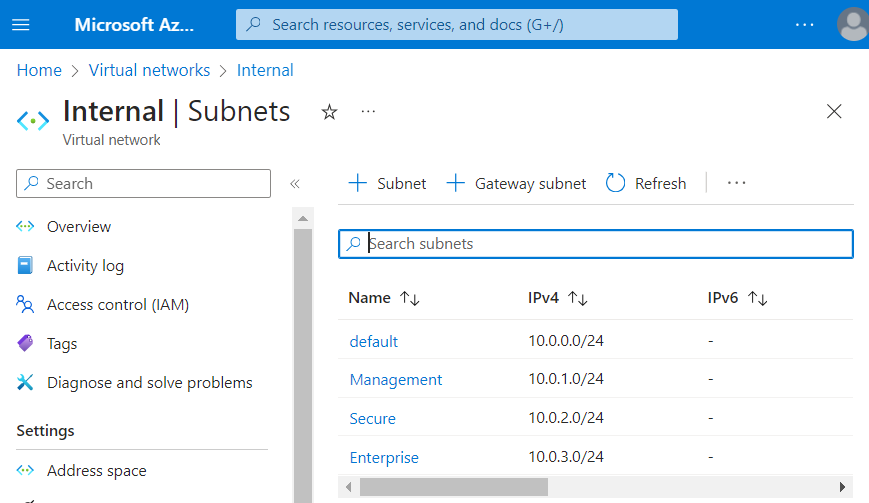 Microsoft Az...
Search resources, services, and docs (G+/)
...
Home > Virtual networks > Internal
Internal | Subnets
...
Virtual network
Search
«
+ Subnet
+ Gateway subnet
Refresh
...
Overview
Activity log
Access control (IAM)
Tags
Diagnose and solve problems
Settings
Address space
Search subnets
Name ↑↓ IPv4 ↑↓ IPv6 ↑↓
default 10.0.0.0/24 -
Management 10.0.1.0/24 -
Secure 10.0.2.0/24 -
Enterprise 10.0.3.0/24 -